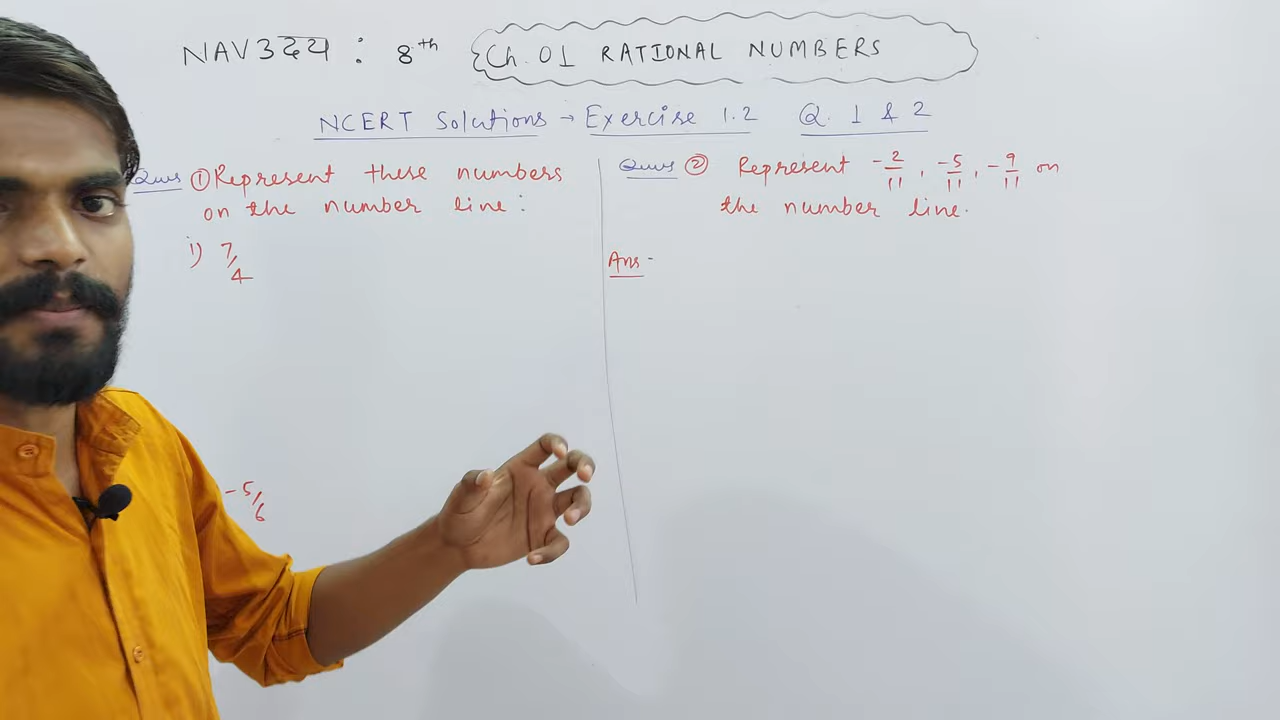 NAV3उदय : 8th Ch. 01 RATIONAL NUMBERS
NCERT Solutions → Exercise 1.2 Q. 1 & 2
Ques ① Represent these numbers
on the number line:
i) 7/4
-5/6
Ques ② Represent -2/11, -5/11, -9/11 on
the number line.
Ans -